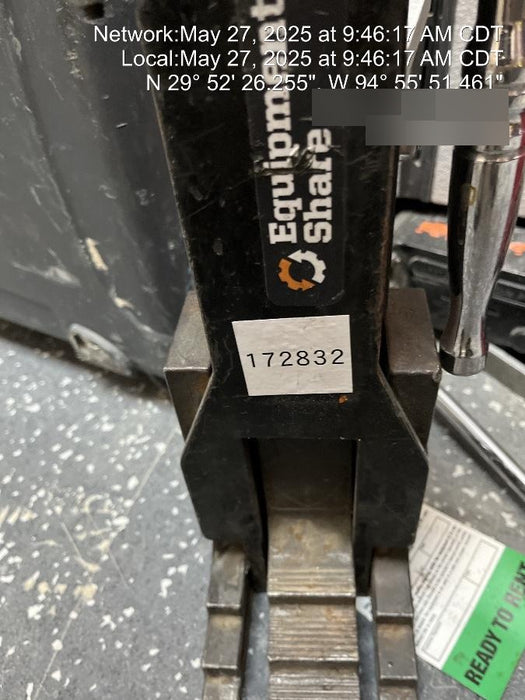 Network:May 27, 2025 at 9:46:17 AM CDT
Local:May 27, 2025 at 9:46:17 AM CDT
N 29° 52' 26.255", W 94° 55' 51.461"
Equipment
Share
172832
READY TO RENT